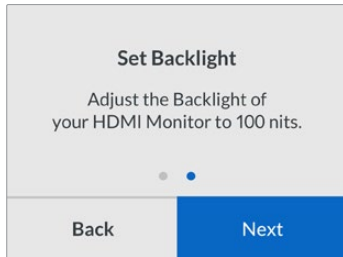 Set Backlight
Adjust the Backlight of
your HDMI Monitor to 100 nits.
Back
Next